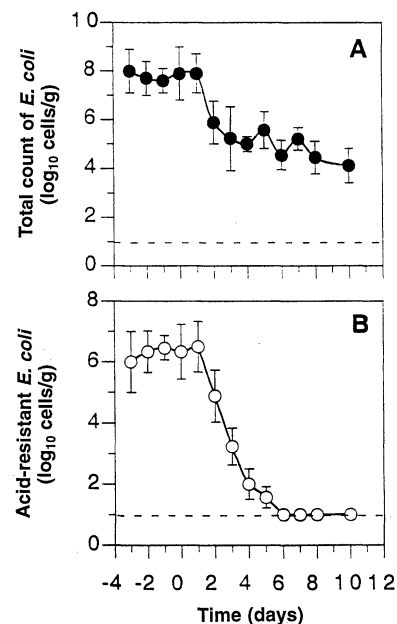 10
8
6
4
2
0
A
Total count of E. coli
(log10 cells/g)
8
6
4
2
0
B
Acid-resistant E. coli
(log10 cells/g)
-4 -2 0 2 4 6 8 10 12
Time (days)